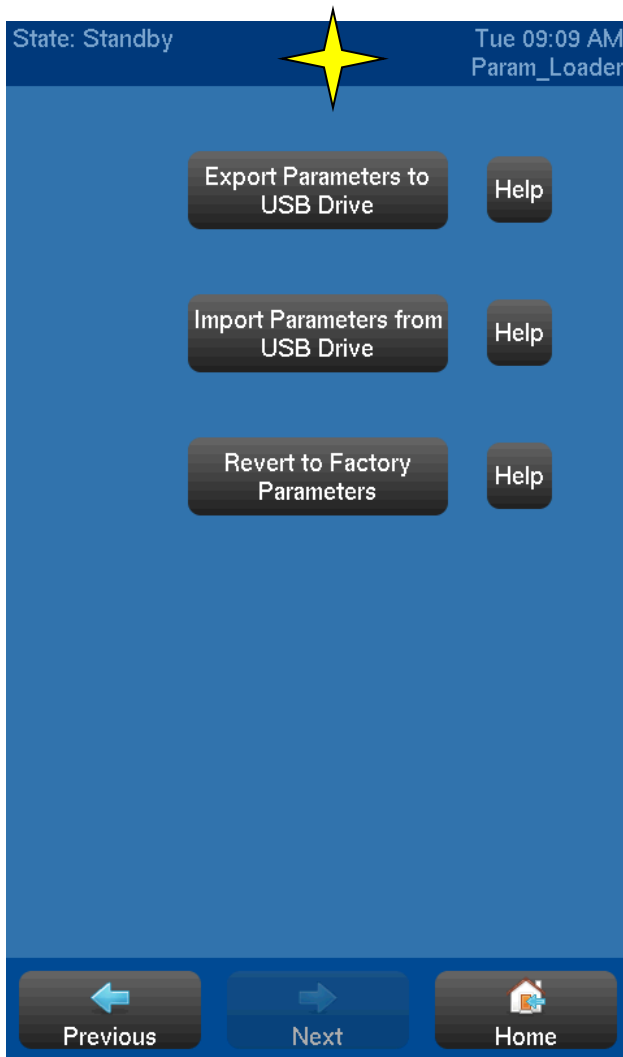 State: Standby
Tue 09:09 AM
Param_Loader
Export Parameters to
USB Drive
Help
Import Parameters from
USB Drive
Help
Revert to Factory
Parameters
Help
Previous
Next
Home